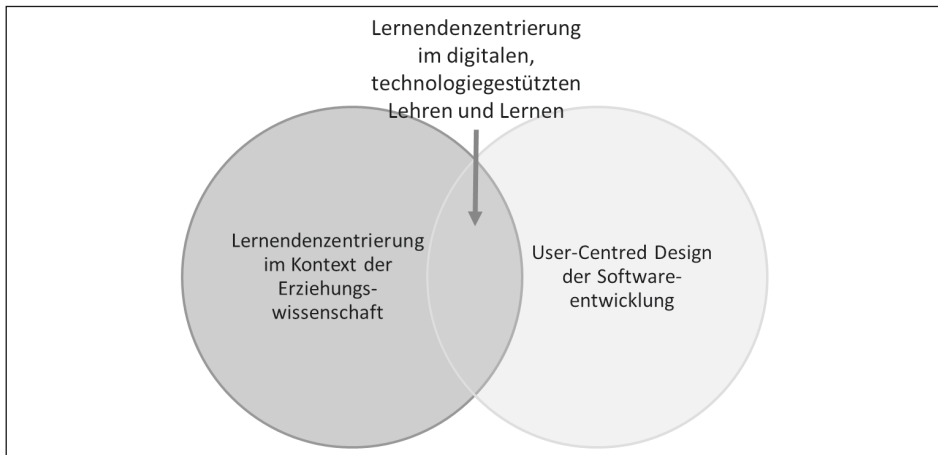 Lernendenzentrierung
im digitalen,
technologiegestützten
Lehren und Lernen
Lernendenzentrierung
im Kontext der
Erziehungs-
wissenschaft
User-Centred Design
der Software-
entwicklung